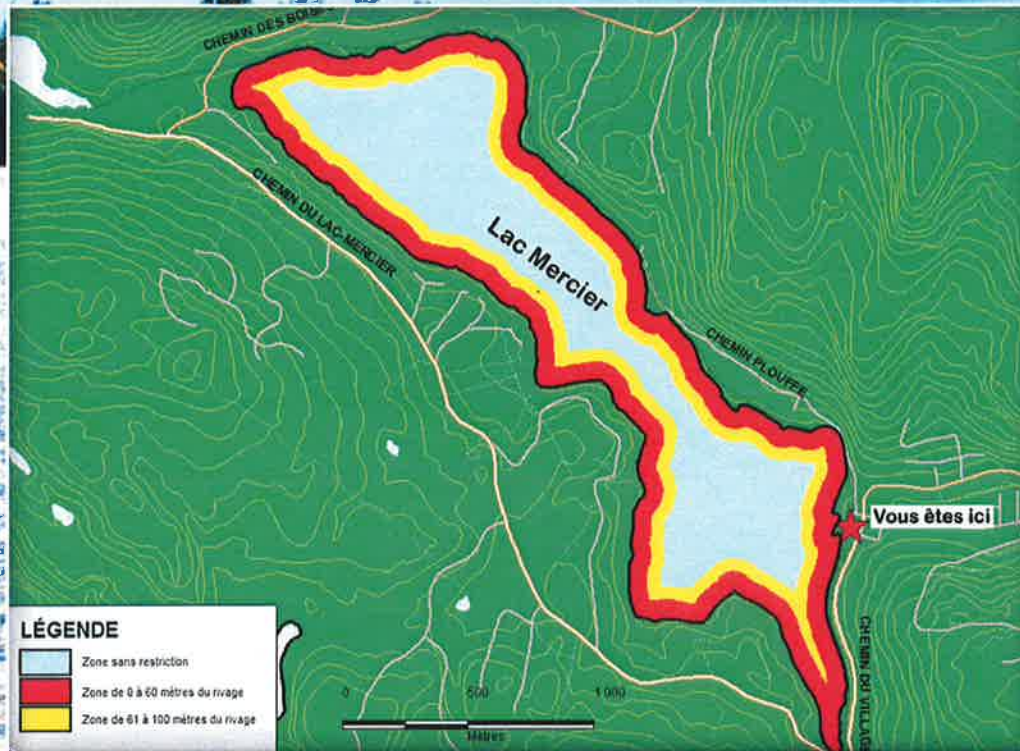 CHEMIN DES BOISÉS
CHEMIN DU LAC-MERCIER
Lac Mercier
CHEMIN PLOUFFE
Vous êtes ici
CHEMIN DU VILLAGE
LÉGENDE
Zone sans restriction
Zone de 0 à 60 mètres du rivage
Zone de 61 à 100 mètres du rivage
0 500 1 000
Mètres